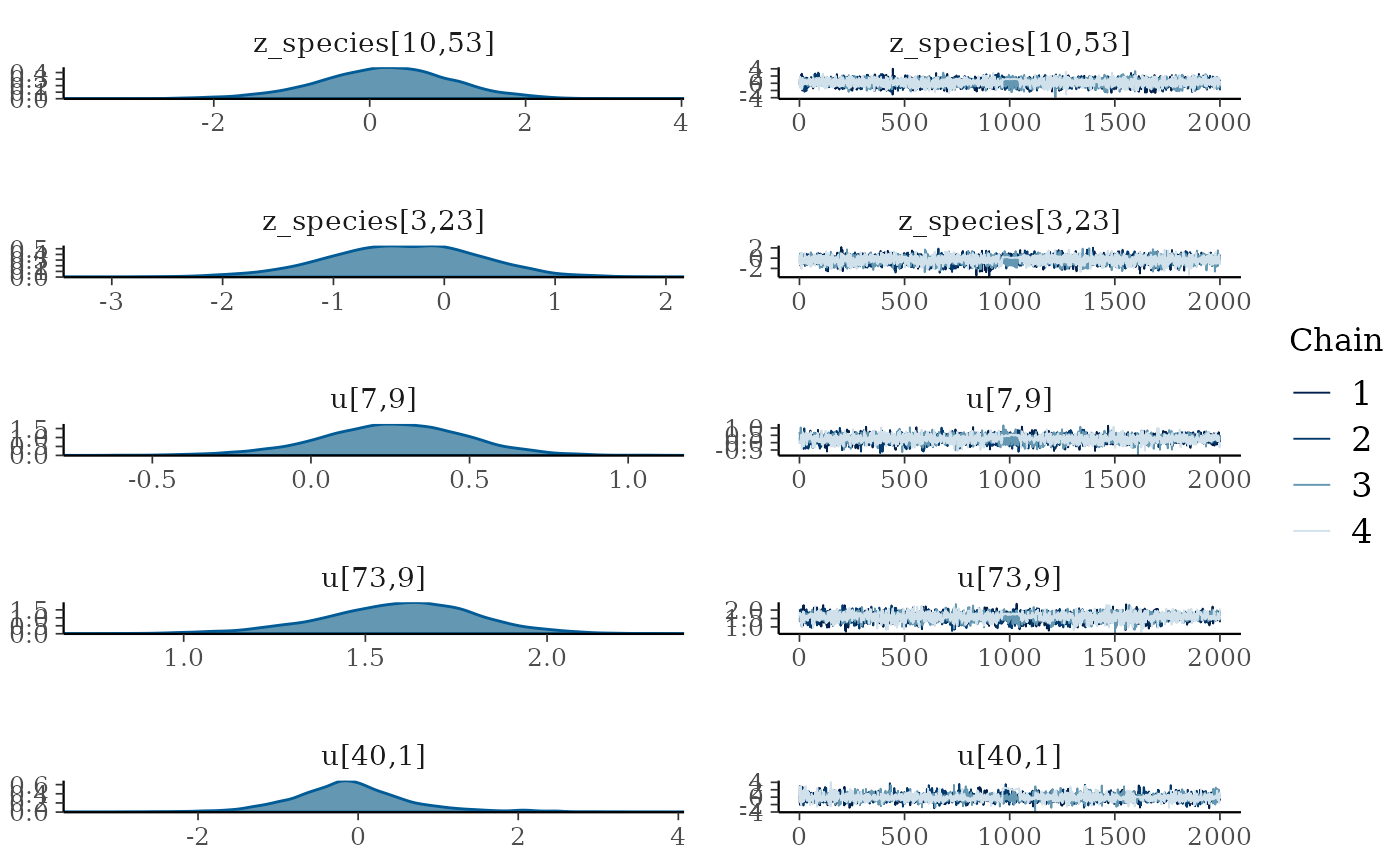 z_species[10,53] z_species[10,53]
-2 0 2 4 0 500 1000 1500 2000
z_species[3,23] z_species[3,23]
-3 -2 -1 0 1 2 0 500 1000 1500 2000
u[7,9] u[7,9]
-0.5 0.0 0.5 1.0 0 500 1000 1500 2000
Chain
1
2
3
4
u[73,9] u[73,9]
1.0 1.5 2.0 0 500 1000 1500 2000
u[40,1] u[40,1]
-2 0 2 4 0 500 1000 1500 2000